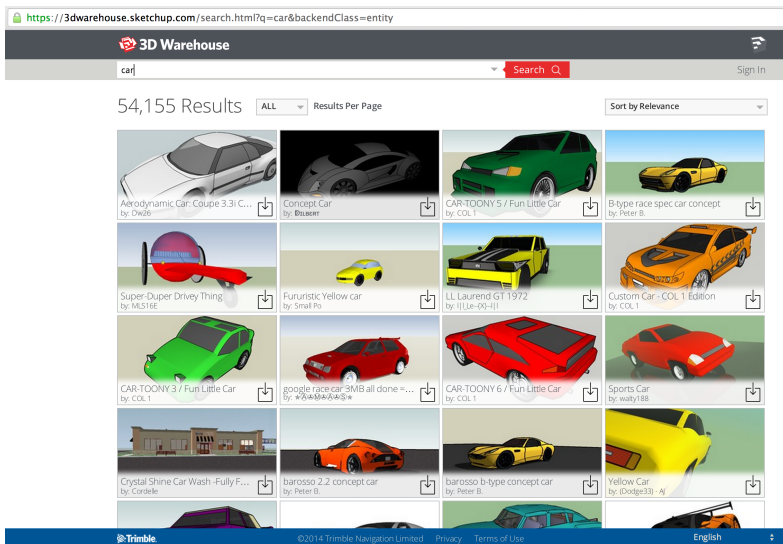 https://3dwarehouse.sketchup.com/search.html?q=car&backendClass=entity
3D Warehouse
car
Search
Sign In
54,155 Results
ALL
Results Per Page
Sort by Relevance
Aerodynamic Car: Coupe 3.3i C...
by: Dw26
Concept Car
by: DILBERT
CAR-TOONY 5 / Fun Little Car
by: COL 1
B-type race spec car concept
by: Peter B.
Super-Duper Drivey Thing
by: MLS16E
Fururistic Yellow car
by: Small Po
LL Laurend GT 1972
Custom Car - COL 1 Edition
by: COL 1
CAR-TOONY 3 / Fun Little Car
by: COL 1
google race car 3MB all done =...
by: ★Ⓐ★Ⓜ★Ⓐ★Ⓢ★
CAR-TOONY 6 / Fun Little Car
by: COL 1
Sports Car
by: walty188
Crystal Shine Car Wash -Fully F...
by: Cordelle
barosso 2.2 concept car
by: Peter B.
barosso b-type concept car
by: Peter B.
Yellow Car
by: (Dodge33) - AJ
Trimble.
©2014 Trimble Navigation Limited
Privacy
Terms of Use
English